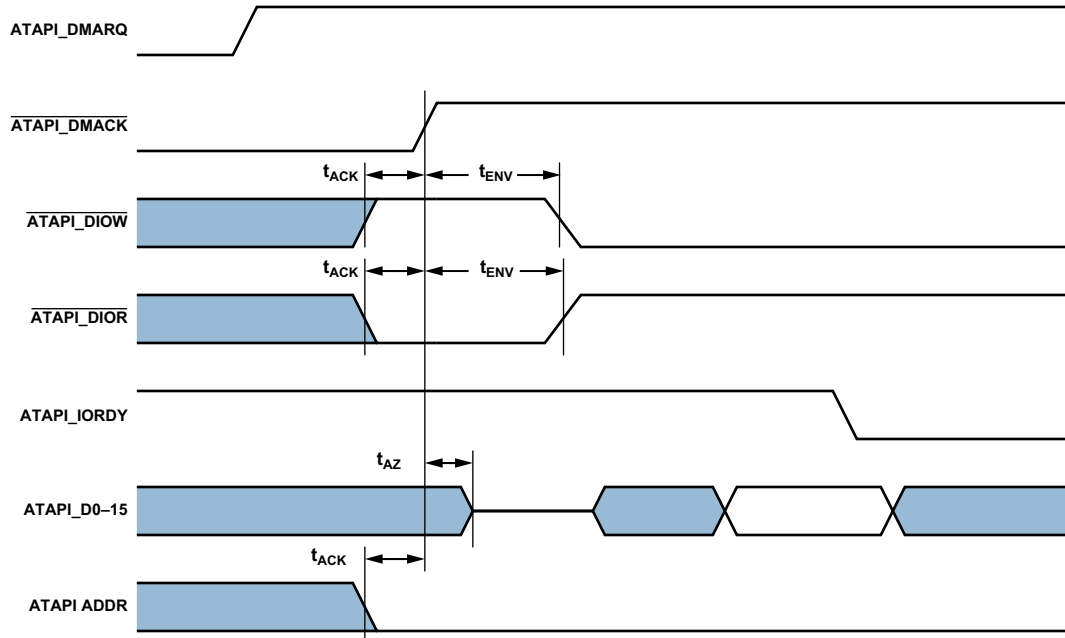 ATAPI_DMARQ
ATAPI_DMACK
tACK tENV
ATAPI_DIOW
tACK tENV
ATAPI_DIOR
ATAPI_IORDY
tAZ
ATAPI_D0–15
tACK
ATAPI ADDR